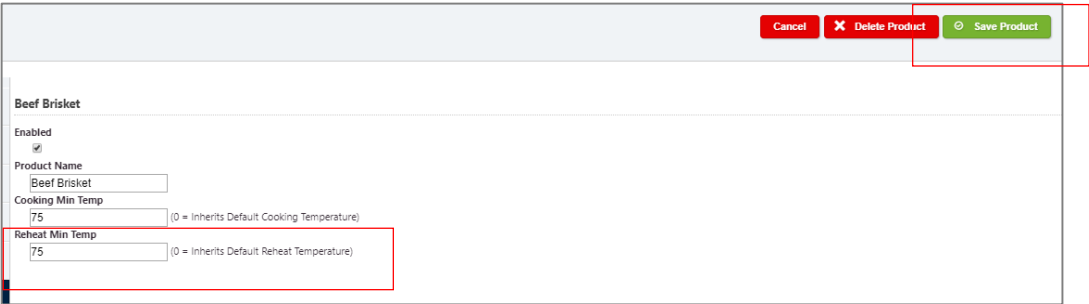 Cancel
Delete Product
Save Product
Beef Brisket
Enabled
Product Name
Beef Brisket
Cooking Min Temp
75 (0 = Inherits Default Cooking Temperature)
Reheat Min Temp
75 (0 = Inherits Default Reheat Temperature)